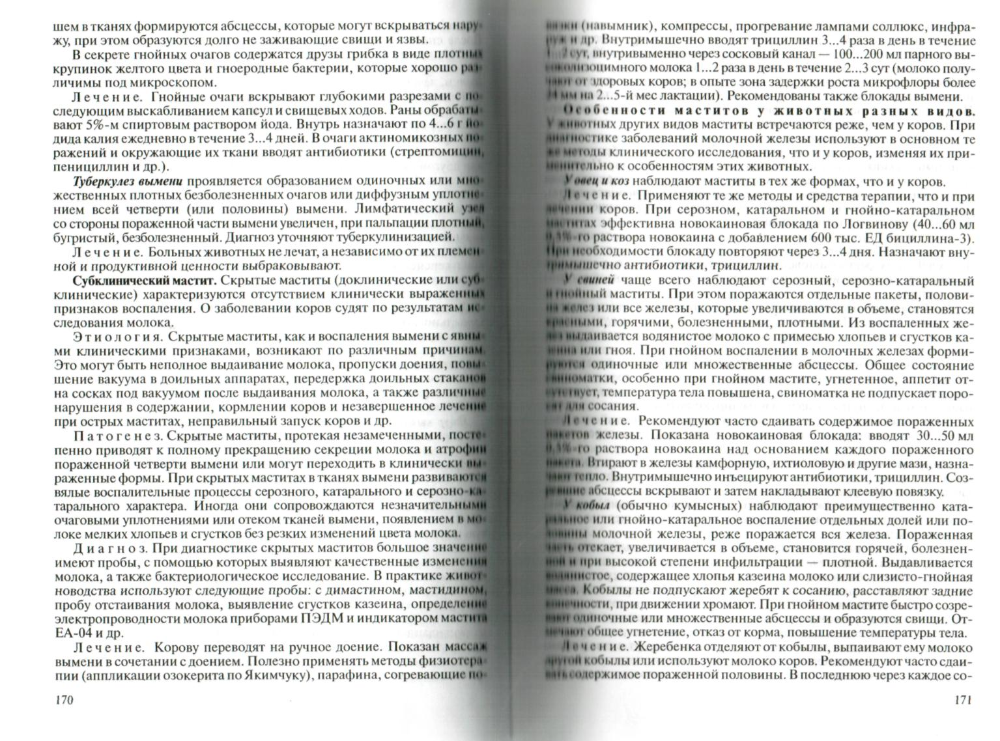 шем в тканях формируются абсцессы, которые могут вскрываться нару-
жу, при этом образуются долго не заживающие свищи и язвы.
В секрете гнойных очагов содержатся друзы грибка в виде плотных
крупинок желтого цвета и гноеродные бактерии, которые хорошо раз-
личимы под микроскопом.
Лечение. Гнойные очаги вскрывают глубокими разрезами с по-
следующим выскабливанием капсул и свищевых ходов. Раны обрабаты-
вают 5%-м спиртовым раствором йода. Внутрь назначают по 4...6 г йо-
дида калия ежедневно в течение 3...4 дней. В очаги актиномикозных по-
ражений и окружающие их ткани вводят антибиотики (стрептомицин,
пенициллин и др.).
Туберкулез вымени проявляется образованием одиночных или мно-
жественных плотных безболезненных очагов или диффузным уплотне-
нием всей четверти (или половины) вымени. Лимфатический узел
со стороны пораженной части вымени увеличен, при пальпации плотный,
бугристый, безболезненный. Диагноз уточняют туберкулинизацией.
Лечение. Больных животных не лечат, а независимо от их племен-
ной и продуктивной ценности выбраковывают.
Субклинический мастит. Скрытые маститы (доклинические или суб-
клинические) характеризуются отсутствием клинически выраженных
признаков воспаления. О заболевании коров судят по результатам ис-
следования молока.
Этиология. Скрытые маститы, как и воспаления вымени с явны-
ми клиническими признаками, возникают по различным причинам.
Это могут быть неполное выдаивание молока, пропуски доения, повы-
шение вакуума в доильных аппаратах, передержка доильных стаканов
на сосках под вакуумом после выдаивания молока, а также различные
нарушения в содержании, кормлении коров и незавершенное лечение
при острых маститах, неправильный запуск коров и др.
Патогенез. Скрытые маститы, протекая незамеченными, посте-
пенно приводят к полному прекращению секреции молока и атрофии
пораженной четверти вымени или могут переходить в клинически вы-
раженные формы. При скрытых маститах в тканях вымени развиваются
вялые воспалительные процессы серозного, катарального и серозно-ка-
тарального характера. Иногда они сопровождаются незначительными
очаговыми уплотнениями или отеком тканей вымени, появлением в мо-
локе мелких хлопьев и сгустков без резких изменений цвета молока.
Диагноз. При диагностике скрытых маститов большое значение
имеют пробы, с помощью которых выявляют качественные изменения
молока, а также бактериологическое исследование. В практике живот-
новодства используют следующие пробы: с димастином, мастидином,
пробу отстаивания молока, выявление сгустков казеина, определение
электропроводности молока приборами ПЭДМ и индикатором мастита
ЕА-04 и др.
Лечение. Корову переводят на ручное доение. Показан массаж
вымени в сочетании с доением. Полезно применять методы физиотера-
пии (аппликации озокерита по Якимчуку), парафина, согревающие по-
170
(навымник), компрессы, прогревание лампами соллюкс, инфра-
и др. Внутримышечно вводят трициллин 3...4 раза в день в течение
сут, внутривыменно через сосковый канал — 100...200 мл парного вы-
молока 1...2 раза в день в течение 2...3 сут (молоко полу-
от здоровых коров; в опыте зона задержки роста микрофлоры более
мм на 2...5-й мес лактации). Рекомендованы также блокады вымени.
Особенности маститов у животных разных видов.
У животных других видов маститы встречаются реже, чем у коров. При
диагностике заболеваний молочной железы используют в основном те
же методы клинического исследования, что и у коров, изменяя их при-
менительно к особенностям этих животных.
У овец и коз наблюдают маститы в тех же формах, что и у коров.
Лечение. Применяют те же методы и средства терапии, что и при
лечении коров. При серозном, катаральном и гнойно-катаральном
маститах эффективна новокаиновая блокада по Логвинову (40...60 мл
0,5%-го раствора новокаина с добавлением 600 тыс. ЕД бициллина-3).
При необходимости блокаду повторяют через 3...4 дня. Назначают вну-
тримышечно антибиотики, трициллин.
У свиней чаще всего наблюдают серозный, серозно-катаральный
и гнойный маститы. При этом поражаются отдельные пакеты, полови-
на желез или все железы, которые увеличиваются в объеме, становятся
красными, горячими, болезненными, плотными. Из воспаленных же-
лез выдаивается водянистое молоко с примесью хлопьев и сгустков ка-
зеина или гноя. При гнойном воспалении в молочных железах форми-
руются одиночные или множественные абсцессы. Общее состояние
свиноматки, особенно при гнойном мастите, угнетенное, аппетит от-
сутствует, температура тела повышена, свиноматка не подпускает поро-
сят для сосания.
Лечение. Рекомендуют часто сдаивать содержимое пораженных
пакетов железы. Показана новокаиновая блокада: вводят 30...50 мл
0,5%-го раствора новокаина над основанием каждого пораженного
пакета. Втирают в железы камфорную, ихтиоловую и другие мази, назна-
чают тепло. Внутримышечно инъецируют антибиотики, трициллин. Соз-
ревшие абсцессы вскрывают и затем накладывают клеевую повязку.
У кобыл (обычно кумысных) наблюдают преимущественно ката-
ральное или гнойно-катаральное воспаление отдельных долей или по-
ловины молочной железы, реже поражается вся железа. Пораженная
часть отекает, увеличивается в объеме, становится горячей, болезнен-
ной и при высокой степени инфильтрации — плотной. Выдавливается
водянистое, содержащее хлопья казеина молоко или слизисто-гнойная
масса. Кобылы не подпускают жеребят к сосанию, расставляют задние
конечности, при движении хромают. При гнойном мастите быстро созре-
вают одиночные или множественные абсцессы и образуются свищи. От-
мечают общее угнетение, отказ от корма, повышение температуры тела.
Лечение. Жеребенка отделяют от кобылы, выпаивают ему молоко
другой кобылы или используют молоко коров. Рекомендуют часто сдаи-
вать содержимое пораженной половины. В последнюю через каждое со-
171